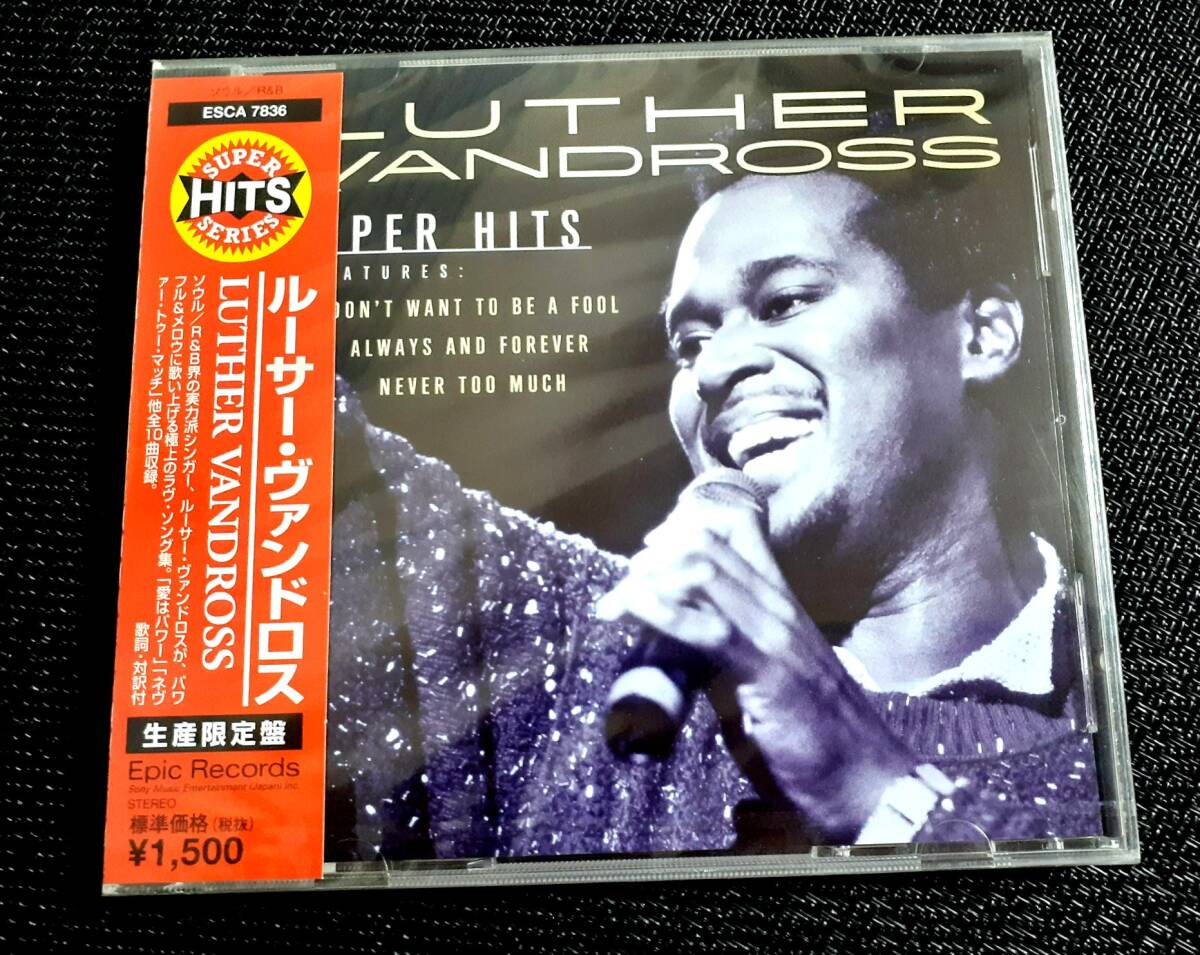 ソウル/R&B
ESCA 7836
SUPER
HITS
SERIES
ルーサー・ヴァンドロス
LUTHER VANDROSS
ソウル/R&B界の実力派シンガー、ルーサー・ヴァンドロスが、パワ
フル&メロウに歌い上げる極上のラヴ・ソング集。「愛はパワー」「ネヴ
ァー・トゥー・マッチ」他全10曲収録。
歌詞・対訳付
生産限定盤
Epic Records
Sony Music Entertainment (Japan) Inc.
STEREO
標準価格(税抜)
¥1,500
LUTHER
VANDROSS
PER HITS
ATURES:
DON'T WANT TO BE A FOOL
ALWAYS AND FOREVER
NEVER TOO MUCH